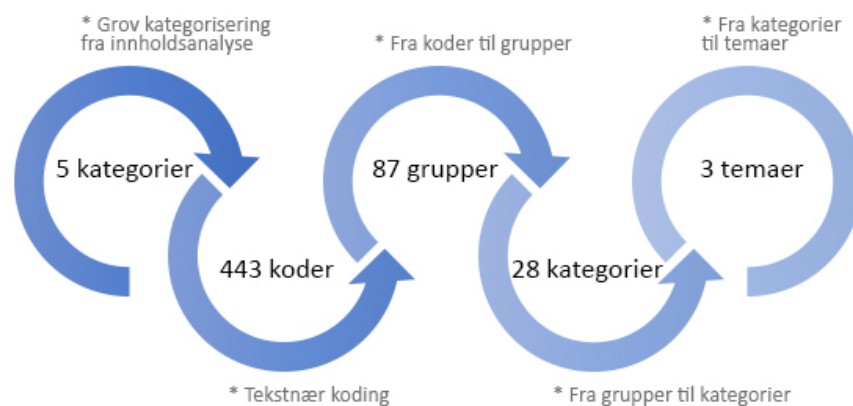 * Grov kategorisering
fra innholdsanalyse
5 kategorier
443 koder
* Tekstnær koding
* Fra koder til grupper
87 grupper
28 kategorier
* Fra grupper til kategorier
* Fra kategorier
til temaer
3 temaer